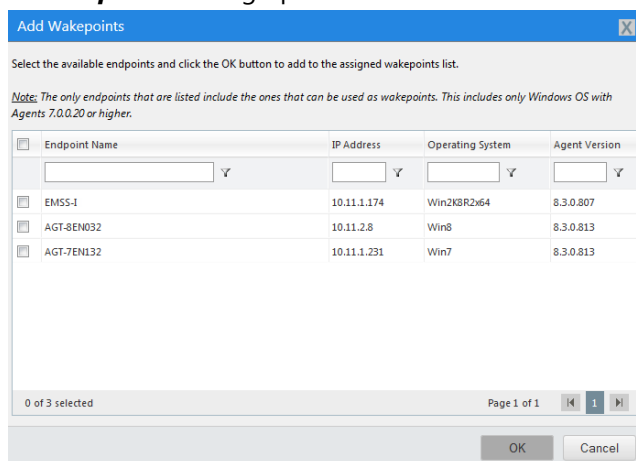 Add Wakepoints X
Select the available endpoints and click the OK button to add to the assigned wakepoints list.
Note: The only endpoints that are listed include the ones that can be used as wakepoints. This includes only Windows OS with
Agents 7.0.0.20 or higher.
Endpoint Name IP Address Operating System Agent Version
EMSS-I 10.11.1.174 Win2K8R2x64 8.3.0.807
AGT-8EN032 10.11.2.8 Win8 8.3.0.813
AGT-7EN132 10.11.1.231 Win7 8.3.0.813
0 of 3 selected Page 1 of 1 1
OK Cancel